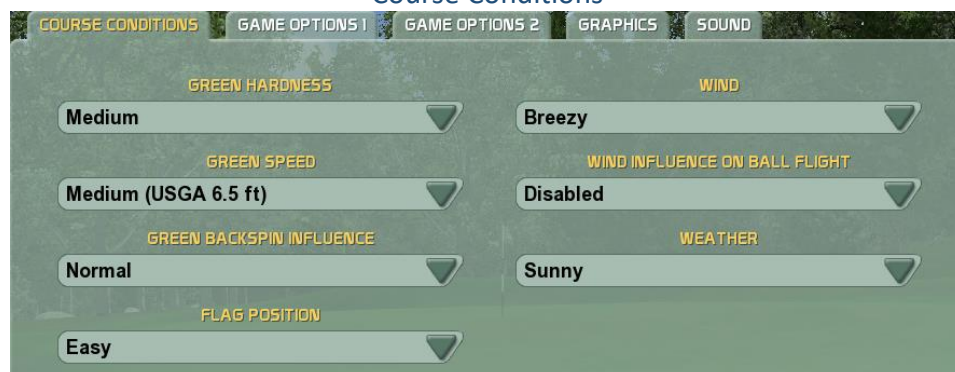 Course Conditions
COURSE CONDITIONS GAME OPTIONS 1 GAME OPTIONS 2 GRAPHICS SOUND
GREEN HARDNESS
Medium
GREEN SPEED
Medium (USGA 6.5 ft)
GREEN BACKSPIN INFLUENCE
Normal
FLAG POSITION
Easy
WIND
Breezy
WIND INFLUENCE ON BALL FLIGHT
Disabled
WEATHER
Sunny